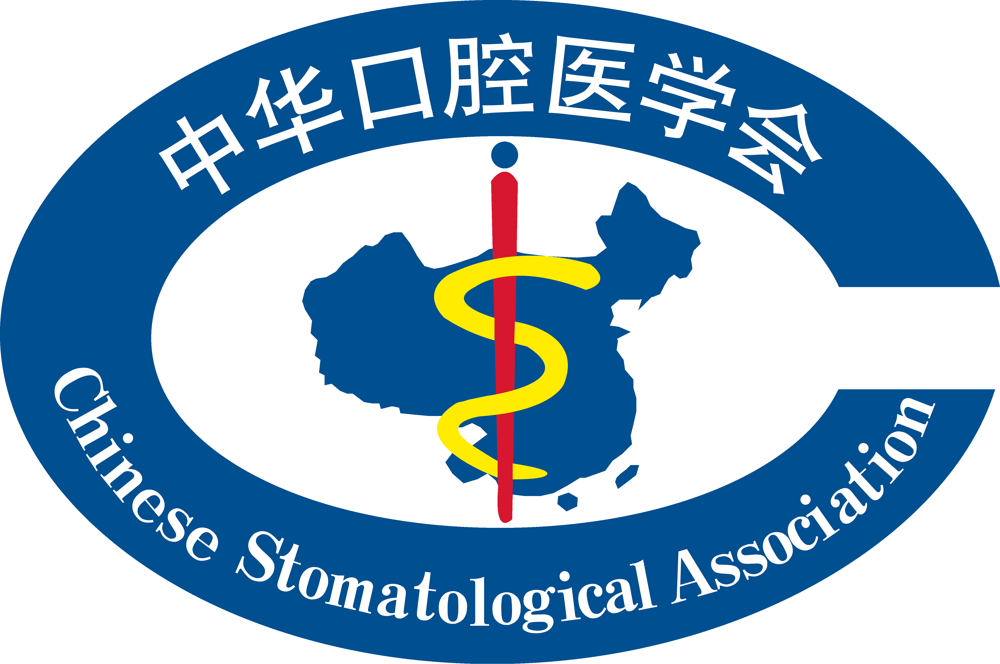 中华口腔医学会
Chinese Stomatological Association